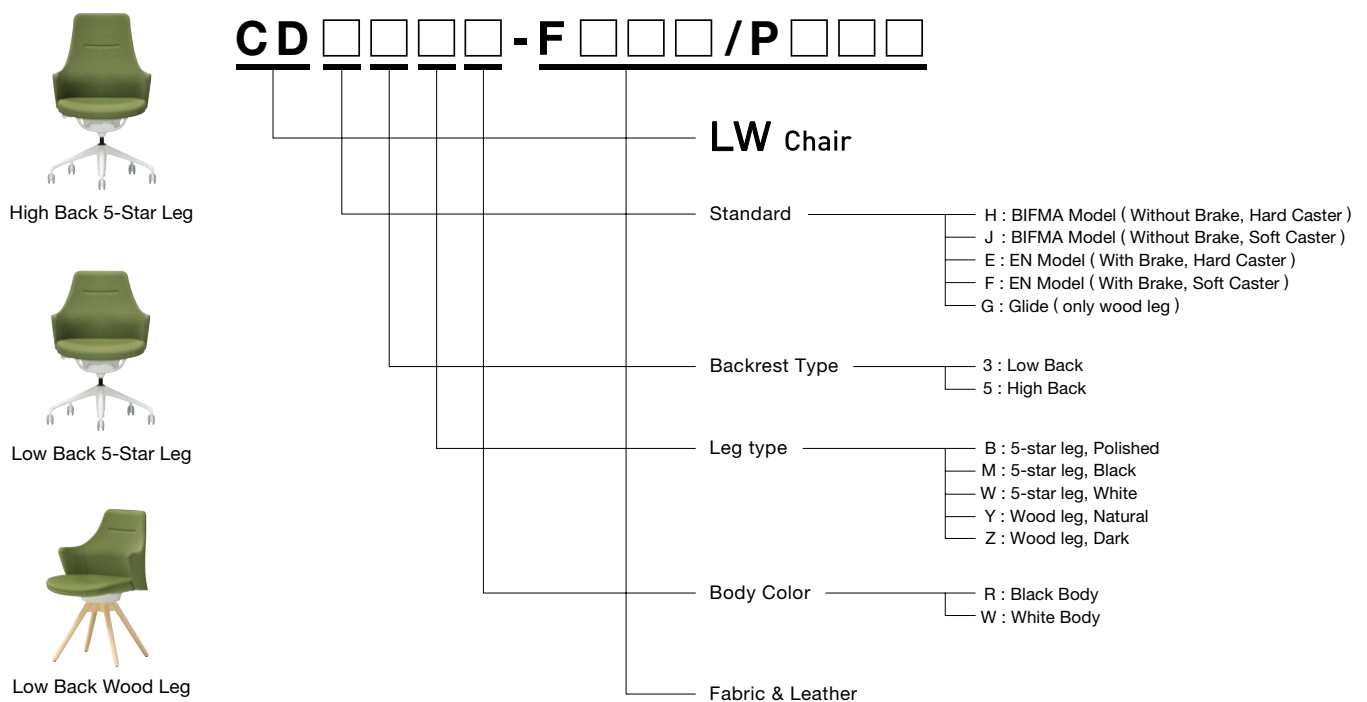 CD□□□□-F□□□/P□□□
LW Chair
High Back 5-Star Leg
Standard
H : BIFMA Model ( Without Brake, Hard Caster )
J : BIFMA Model ( Without Brake, Soft Caster )
E : EN Model ( With Brake, Hard Caster )
F : EN Model ( With Brake, Soft Caster )
G : Glide ( only wood leg )
Backrest Type
3 : Low Back
5 : High Back
Low Back 5-Star Leg
Leg type
B : 5-star leg, Polished
M : 5-star leg, Black
W : 5-star leg, White
Y : Wood leg, Natural
Z : Wood leg, Dark
Body Color
R : Black Body
W : White Body
Low Back Wood Leg
Fabric & Leather